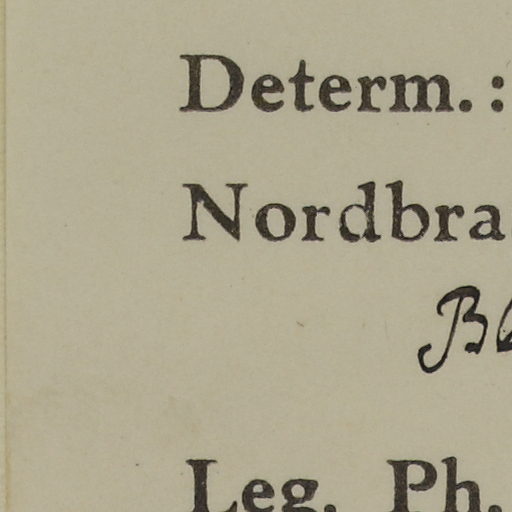 Determ.:
Nordbra
B
Leg. Ph.